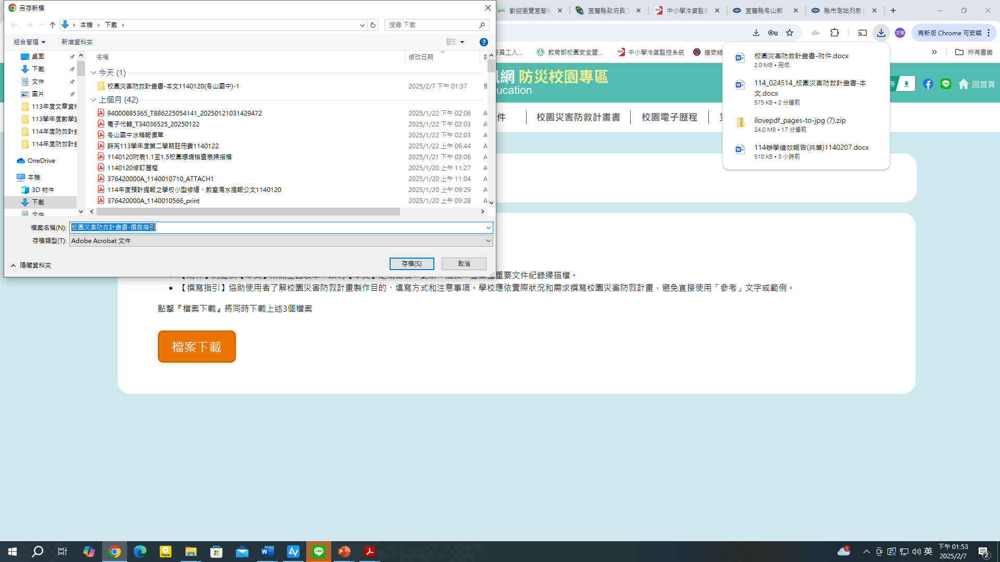 另存新檔
歡迎瀏覽宜蘭縣
宜蘭縣政府員工
中小學冷氣監控
宜蘭縣冬山鄉 -
縣市測站列表 |
本機 > 下載 >
搜尋 下載
文章
有新版 Chrome 可安裝
組合管理
新增資料夾
府員工入...
教育部校園安全暨...
中小學冷氣監控系統
道安總
所有書籤
名稱
修改日期
桌面
下載
文件
圖片
113年度文章資料
113學年度數學
114年度防救計
114年度防救計
OneDrive
本機
3D 物件
下載
文件
今天 (1)
校園災害防救計畫書-本文1140120(冬山國中)-1
2025/2/7 下午 01:37
上個月 (42)
94000885365_T886225054141_20250121031429472
2025/1/22 下午 02:06
A
電子代轉_T34036525_20250122
2025/1/22 下午 02:03
A
冬山國中冰箱報價單
2025/1/22 下午 02:03
A
詩芮113學年度第二學期註冊費1140122
2025/1/22 上午 06:44
A
1140120附表1.1至1.5校園環境檢查表掃描檔
2025/1/21 下午 03:06
A
1140120修訂歷程
2025/1/20 上午 11:27
A
376420000A_1140010710_ATTACH1
2025/1/20 上午 11:04
A
114年度預計提報之學校小型修繕、教室漏水提報公文1140120
2025/1/20 上午 09:29
A
376420000A_1140010566_print
2025/1/20 上午 09:28
A
檔案名稱(N):
校園災害防救計畫書-撰寫指引
存檔類型(T):
Adobe Acrobat 文件
隱藏資料夾
存檔(S)
取消
校園災害防救計畫書-附件.docx
2.0 MB • 完成
114_024514_校園災害防救計畫書-本
文.docx
575 KB • 2 分鐘前
ilovepdf_pages-to-jpg (7).zip
24.0 MB • 17 分鐘前
114辦學績效報告(共筆)1140207.docx
510 KB • 3 小時前
訊網 防災校園專區
ucation
冊
回首頁
件
校園災害防救計畫書
校園電子歷程
重要文件紀錄掃描檔。
【撰寫指引】協助使用者了解校園災害防救計畫製作目的、填寫方式和注意事項。學校應依實際狀況和需求撰寫校園災害防救計畫，避免直接使用「參考」文字或範例。
點擊『檔案下載』將同時下載上述3個檔案
檔案下載
Player
LINE
1
英
下午 01:53
2025/2/7
2